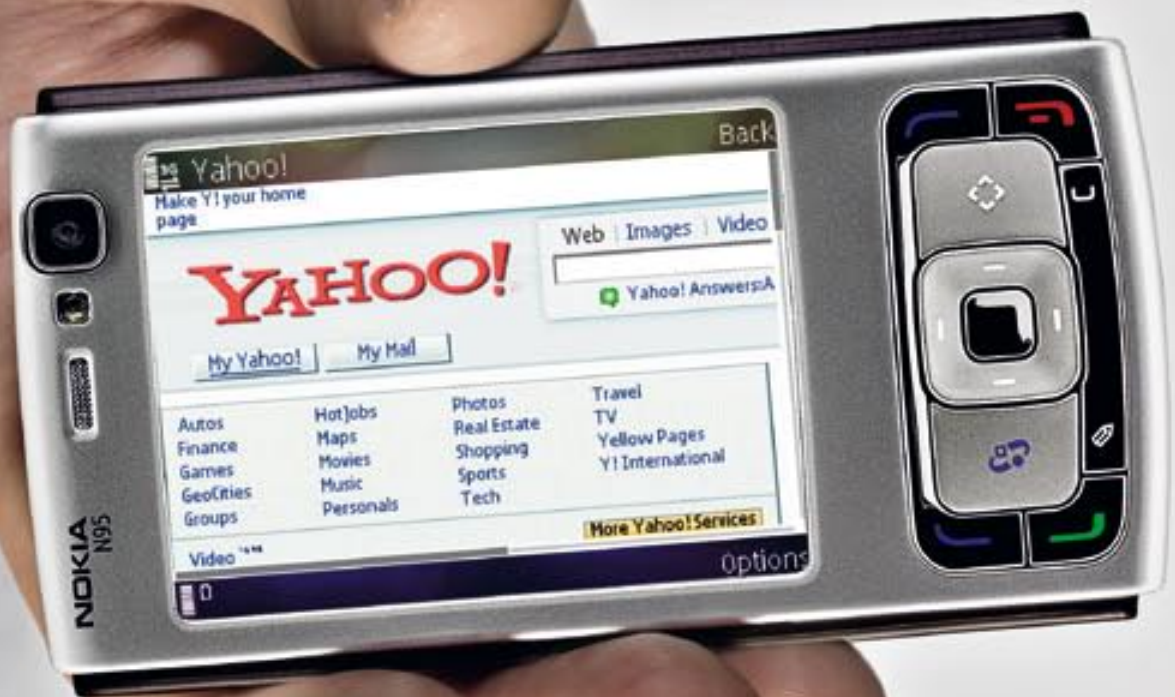 Yahoo!
Back
Make Y! your home
page
YAHOO!
Web | Images | Video
Yahoo! Answers:A
My Yahoo!
My Mail
Autos
Finance
Games
GeoCities
Groups
HotJobs
Maps
Movies
Music
Personals
Photos
Real Estate
Shopping
Sports
Tech
Travel
TV
Yellow Pages
Y! International
More Yahoo! Services
Video
Options
NOKIA
N95